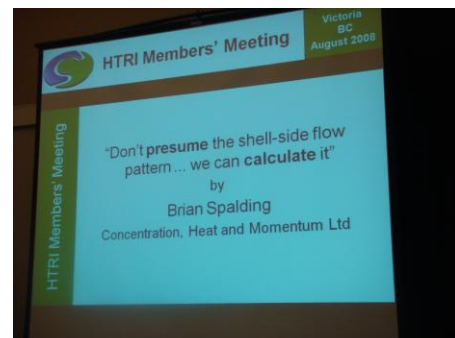 HTRI Members' Meeting
Victoria
BC
August 2008
HTRI Members' Meeting
“Don't presume the shell-side flow
pattern ... we can calculate it”
by
Brian Spalding
Concentration, Heat and Momentum Ltd